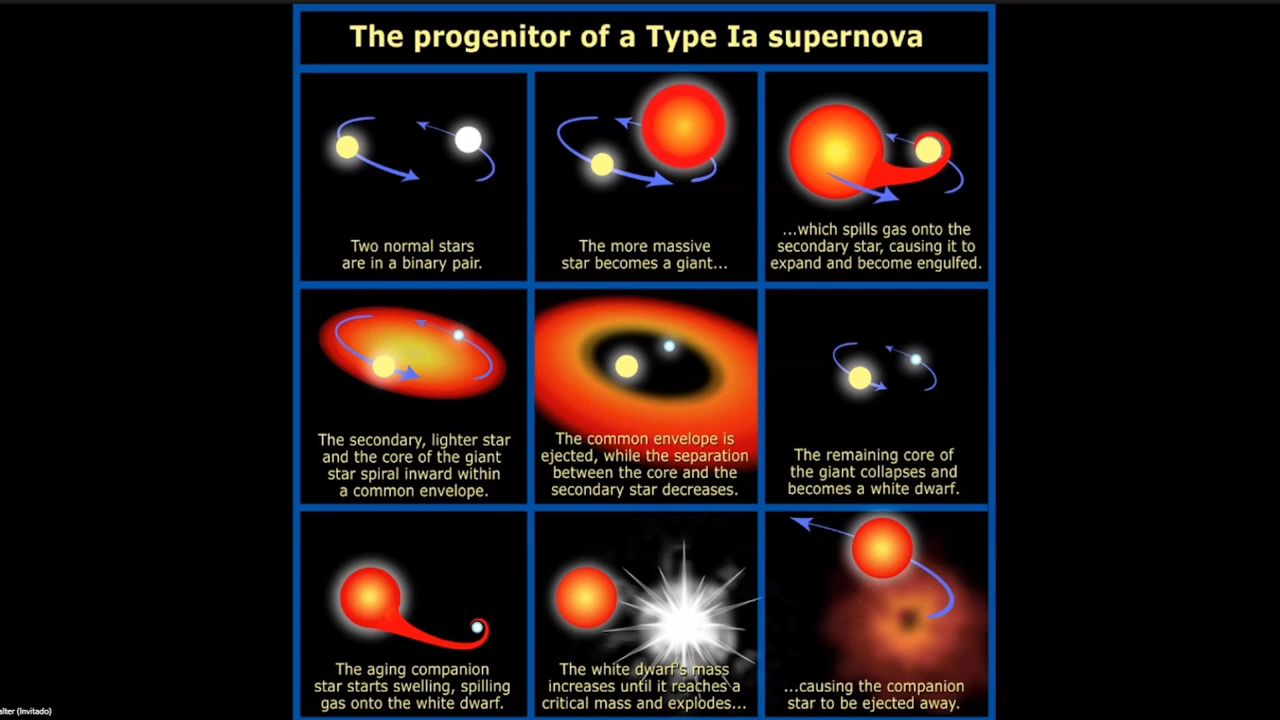 The progenitor of a Type Ia supernova
Two normal stars
are in a binary pair.
The more massive
star becomes a giant...
...which spills gas onto the
secondary star, causing it to
expand and become engulfed.
The secondary, lighter star
and the core of the giant
star spiral inward within
a common envelope.
The common envelope is
ejected, while the separation
between the core and the
secondary star decreases.
The remaining core of
the giant collapses and
becomes a white dwarf.
The aging companion
star starts swelling, spilling
gas onto the white dwarf.
The white dwarf's mass
increases until it reaches a
critical mass and explodes...
...causing the companion
star to be ejected away.
alter (Invitado)